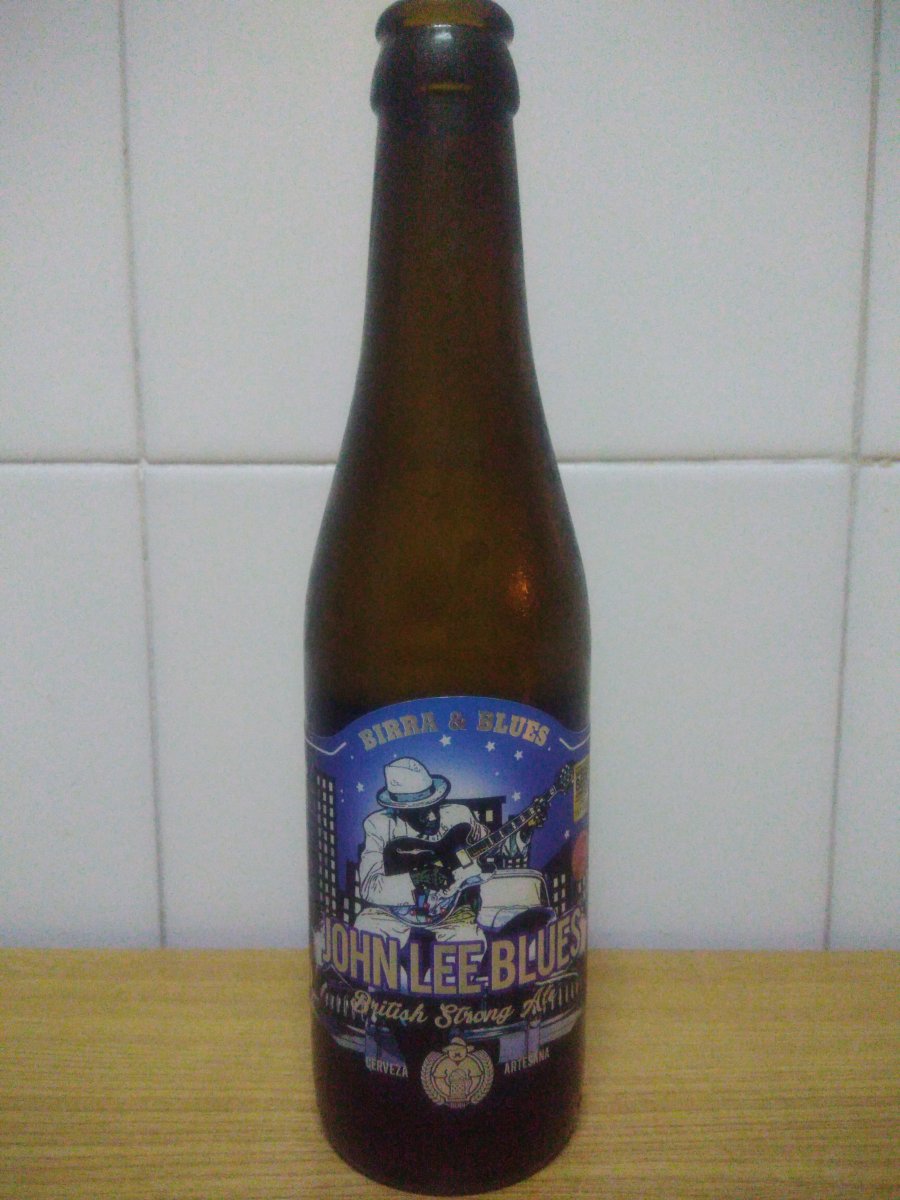 BIRRA & BLUES
JOHN LEE BLUES
British Strong Ale
CERVEZA ARTESANA